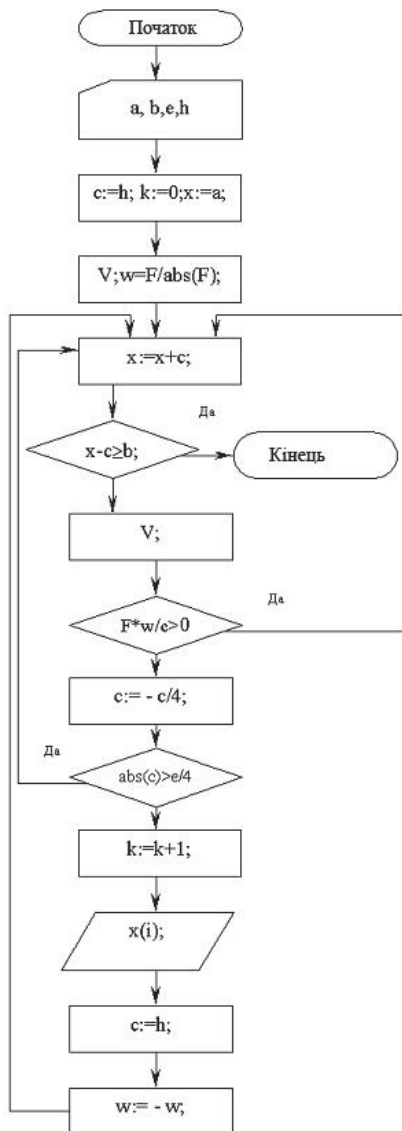 Початок
a, b,e,h
c:=h; k:=0;x:=a;
V;w=F/abs(F);
x:=x+c;
Да
x-c≥b;
Кінець
V;
Да
F*w/c>0
c:= - c/4;
Да
abs(c)>e/4
k:=k+1;
x(i);
c:=h;
w:= - w;